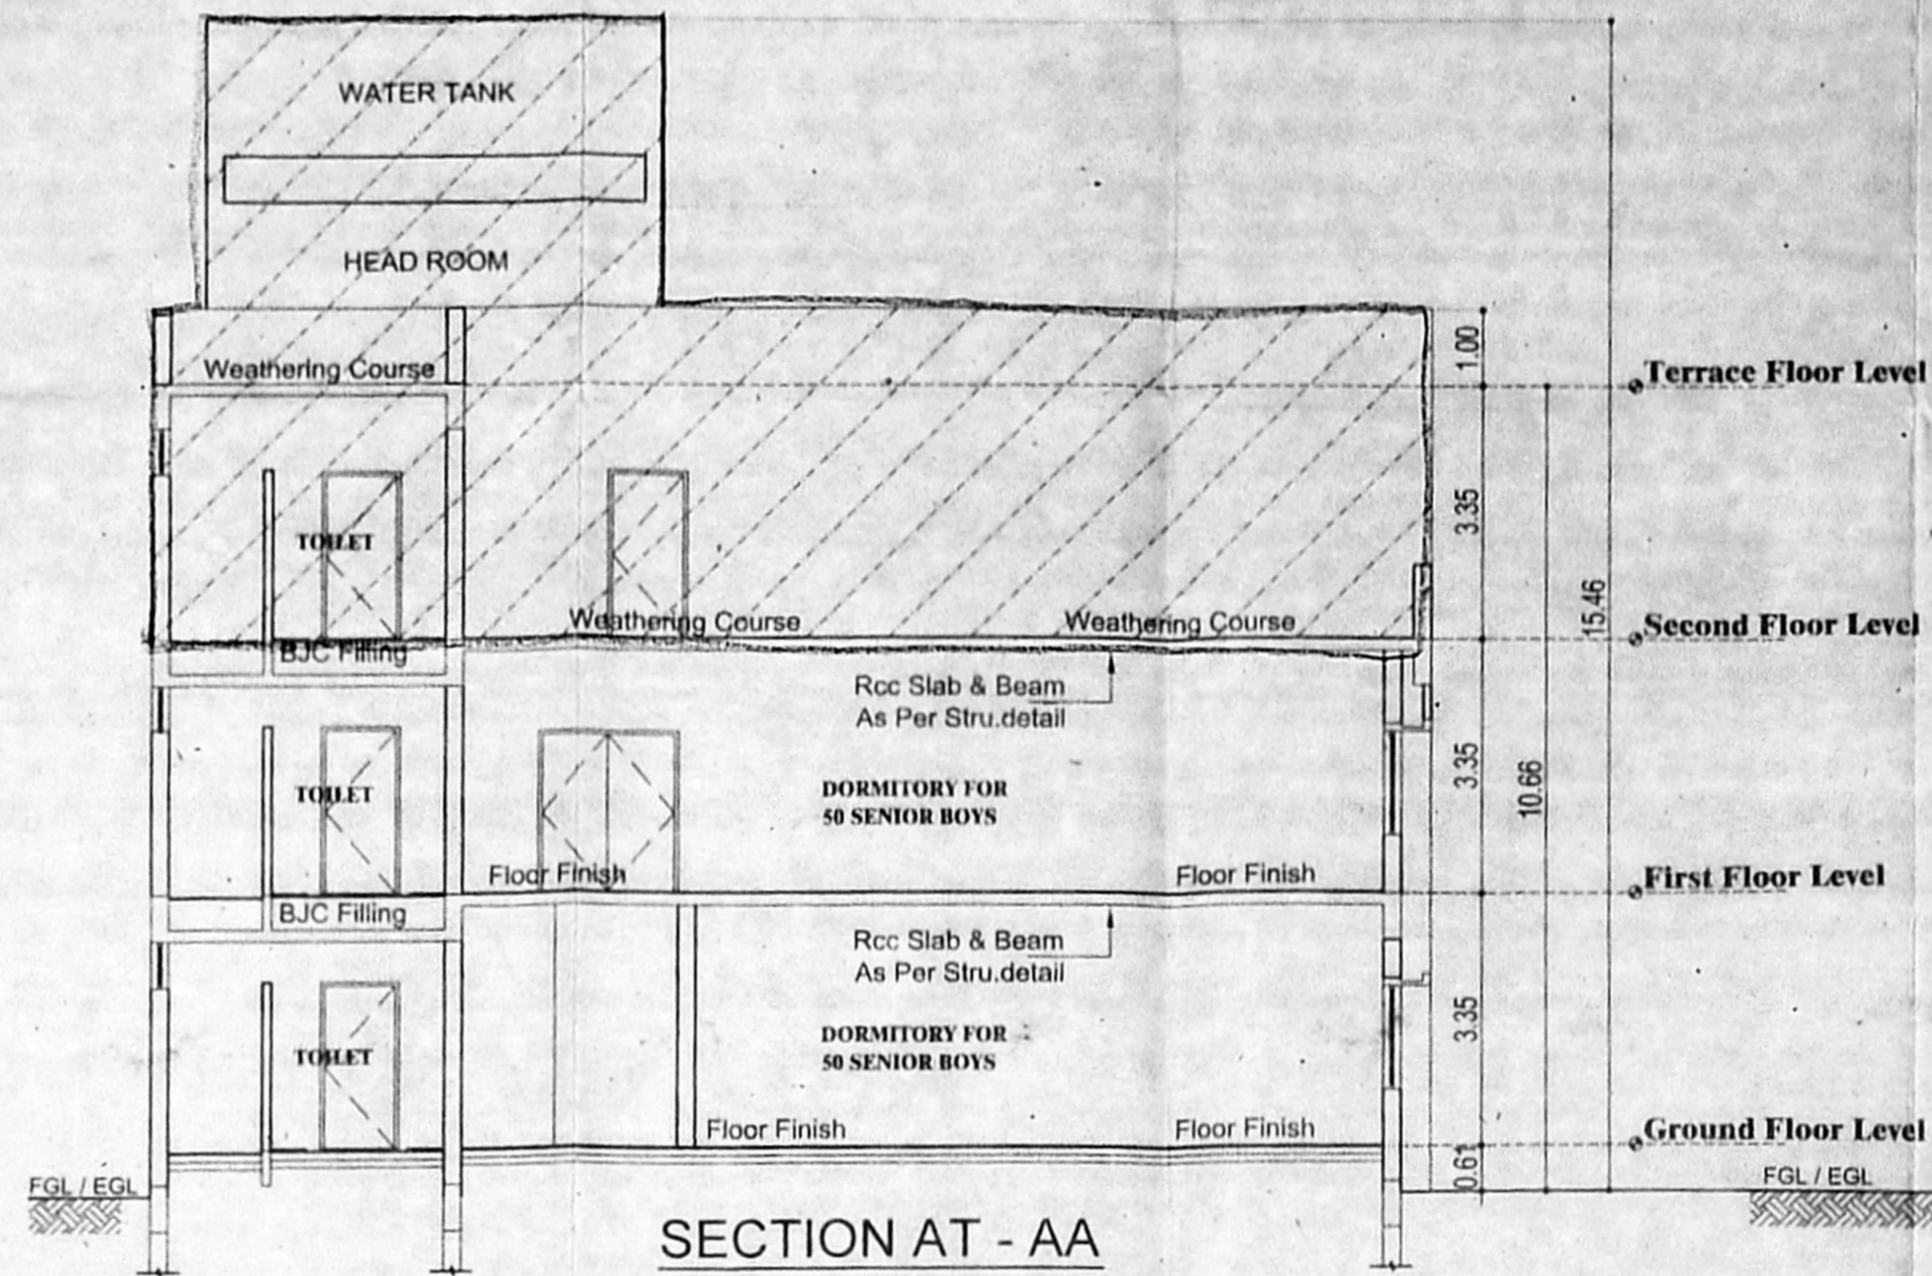 WATER TANK
HEAD ROOM
1.00
Weathering Course
Terrace Floor Level
3.35
TOILET
15.46
Weathering Course
Weathering Course
Second Floor Level
BJC Filling
Rcc Slab & Beam
As Per Stru.detail
3.35
10.66
TOILET
DORMITORY FOR
50 SENIOR BOYS
Floor Finish
Floor Finish
First Floor Level
BJC Filling
Rcc Slab & Beam
As Per Stru.detail
3.35
TOILET
DORMITORY FOR
50 SENIOR BOYS
Floor Finish
Floor Finish
Ground Floor Level
0.61
FGL / EGL
FGL / EGL
SECTION AT - AA